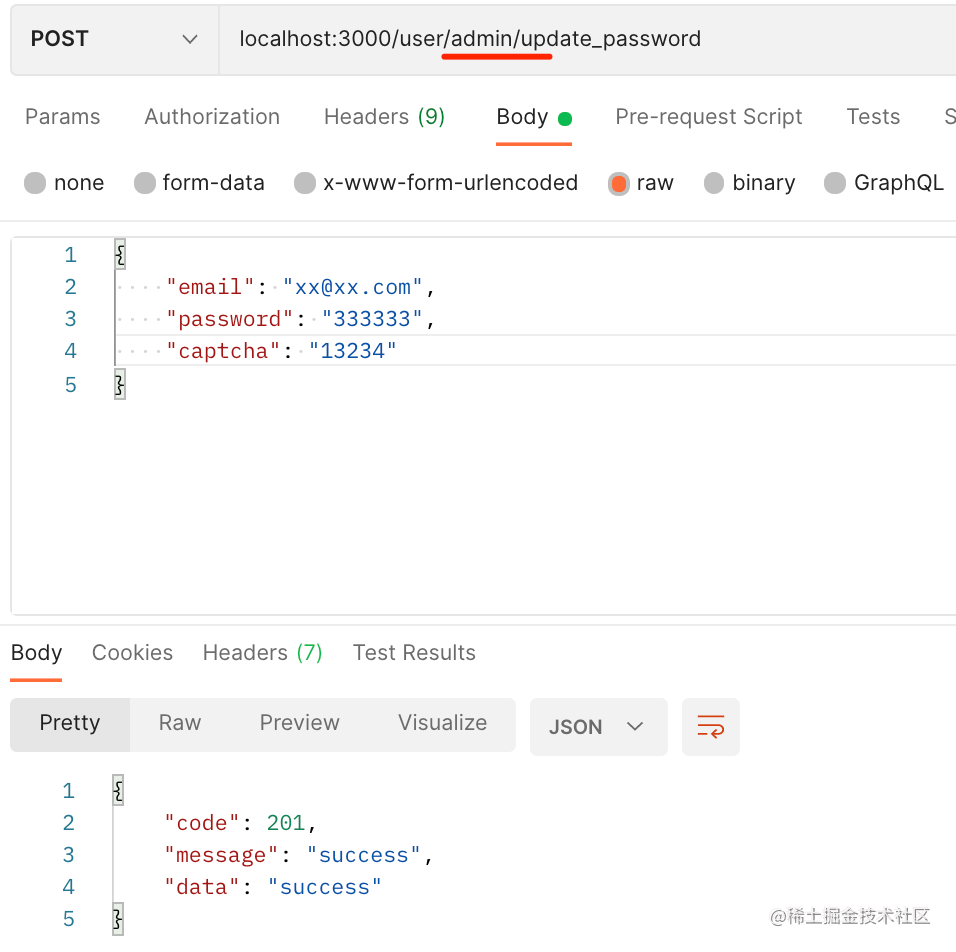 POST localhost:3000/user/admin/update_password
Params Authorization Headers (9) Body Pre-request Script Tests S
none form-data x-www-form-urlencoded raw binary GraphQL
1 {
2 "email": "xx@xx.com",
3 "password": "333333",
4 "captcha": "13234"
5 }
Body Cookies Headers (7) Test Results
Pretty Raw Preview Visualize JSON
1 {
2 "code": 201,
3 "message": "success",
4 "data": "success"
5 }
@稀土掘金技术社区